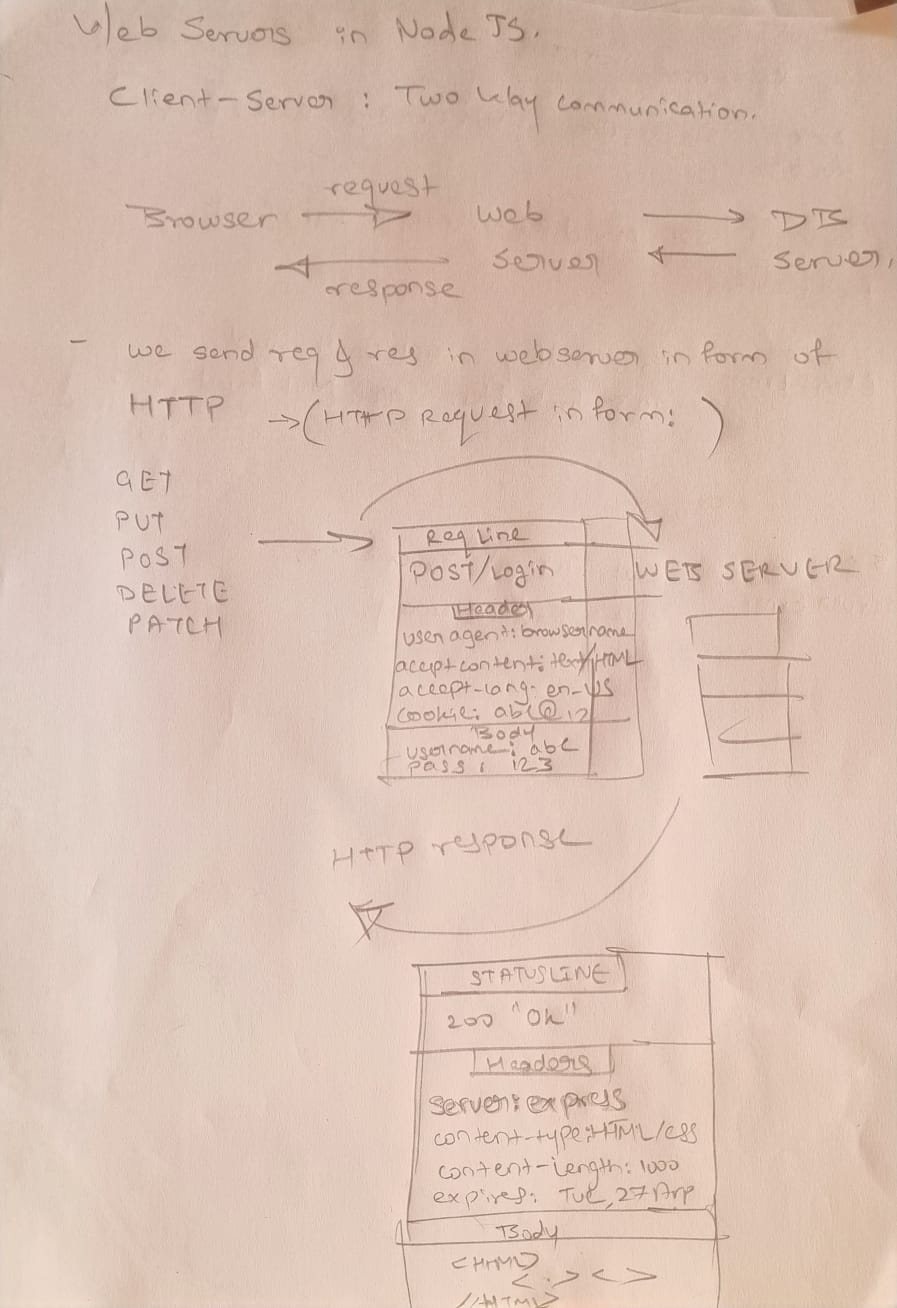 Web Servers in Node JS.
Client-Server : Two Way communication.
request
Browser Web DB
Server Server,
response
- we send req & res in webserver in form of
HTTP →(HTTP Request in form: )
GET
PUT
POST
DELETE
PATCH
Req Line
POST/Login
WEB SERVER
Header
user agent: browser name
accept content: text/HTML
accept-lang- en-US
cookie: abc@12
Body
username: abc
pass : 123
HTTP response
STATUSLINE
200 "Ok"
Headers
Server: express
content-type:HTML/css
content-length: 1000
expires: Tue, 27 Arp
Body
<HTML>
<.> < >
</HTML>